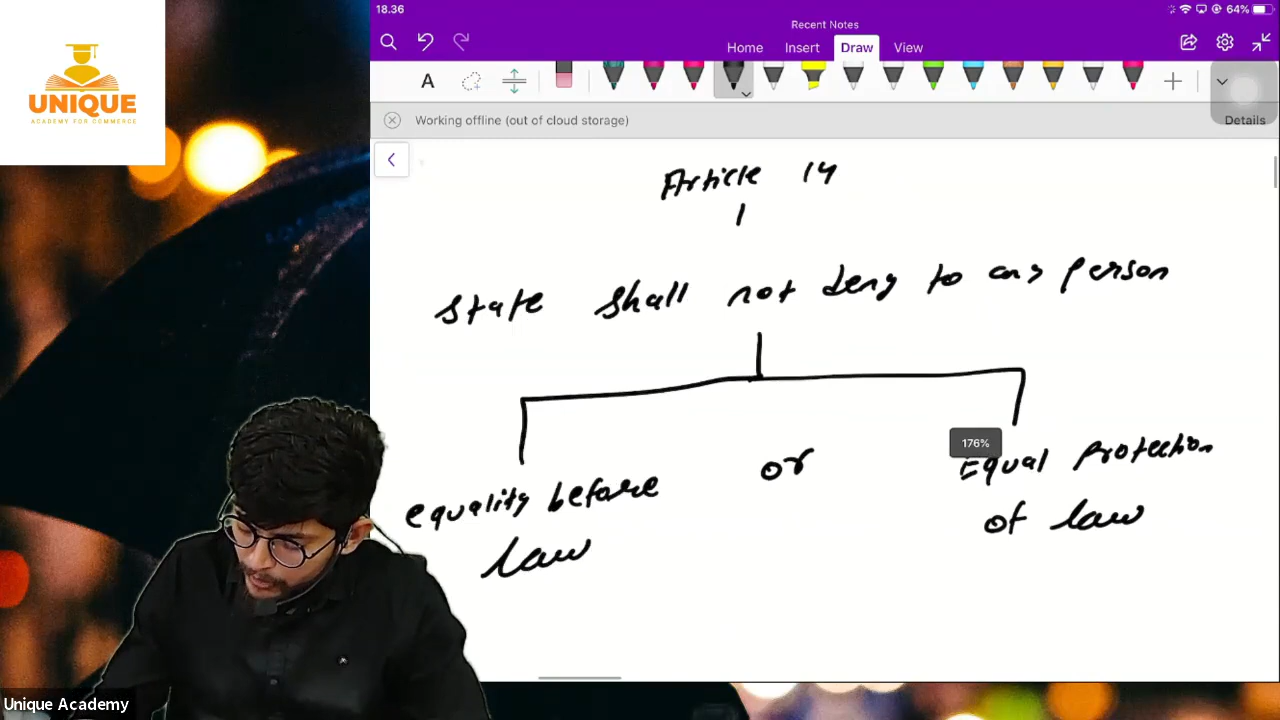 UNIQUE
ACADEMY FOR COMMERCE
18.36
Recent Notes
64%
Home Insert Draw View
A
Working offline (out of cloud storage)
Details
Article 14
State shall not deny to any person
176%
equality before
law
or
Equal Protection
of law
Unique Academy